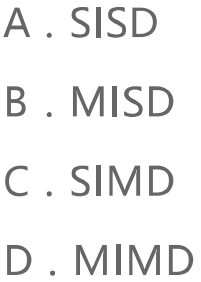 A . SISD
B . MISD
C . SIMD
D . MIMD